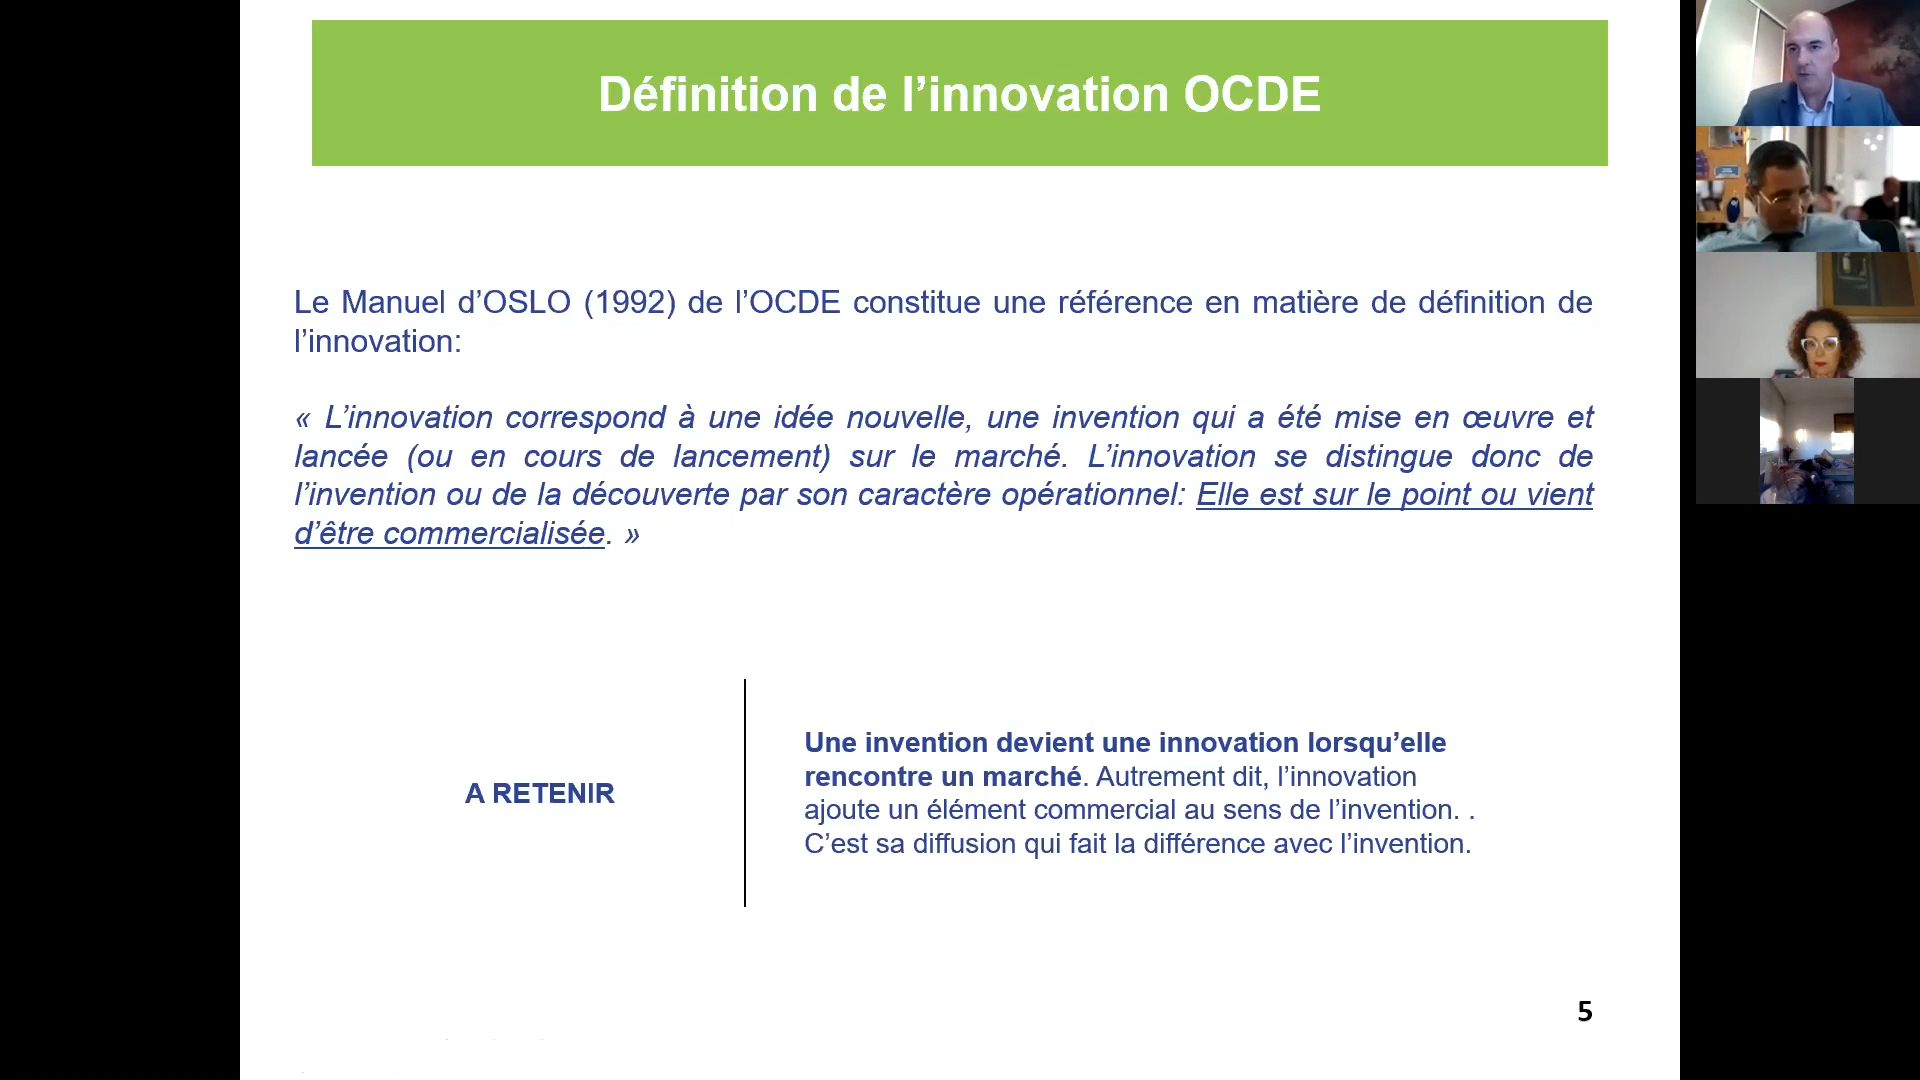 Définition de l’innovation OCDE
Le Manuel d’OSLO (1992) de l’OCDE constitue une référence en matière de définition de
l’innovation:
« L’innovation correspond à une idée nouvelle, une invention qui a été mise en œuvre et
lancée (ou en cours de lancement) sur le marché. L’innovation se distingue donc de
l’invention ou de la découverte par son caractère opérationnel: Elle est sur le point ou vient
d’être commercialisée. »
A RETENIR
Une invention devient une innovation lorsqu’elle
rencontre un marché. Autrement dit, l’innovation
ajoute un élément commercial au sens de l’invention. .
C’est sa diffusion qui fait la différence avec l’invention.
5